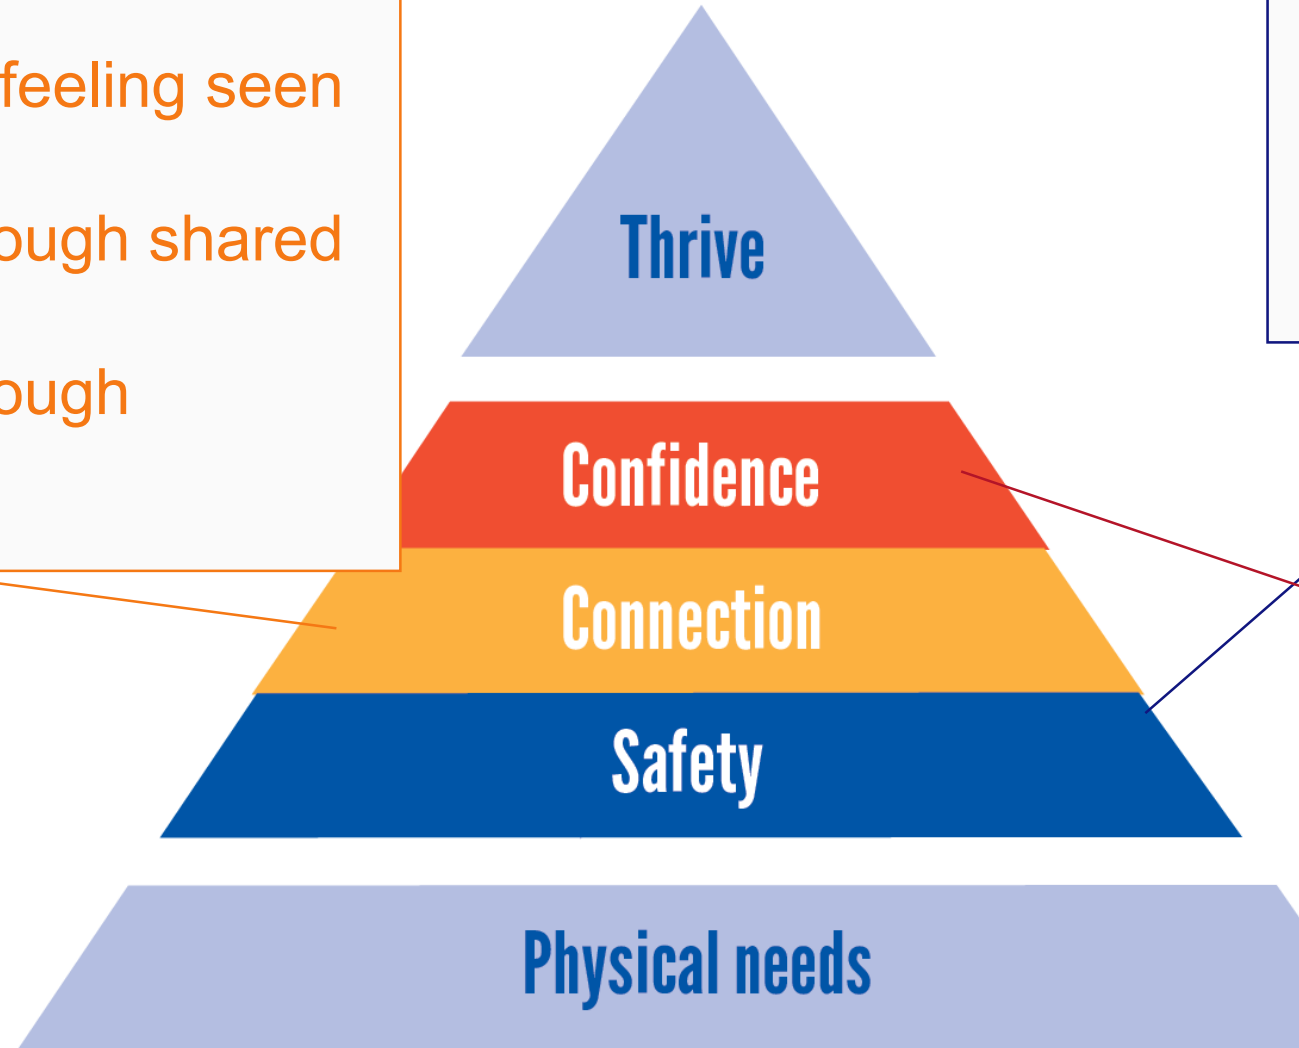 feeling seen
ough shared
ough
Thrive
Confidence
Connection
Safety
Physical needs